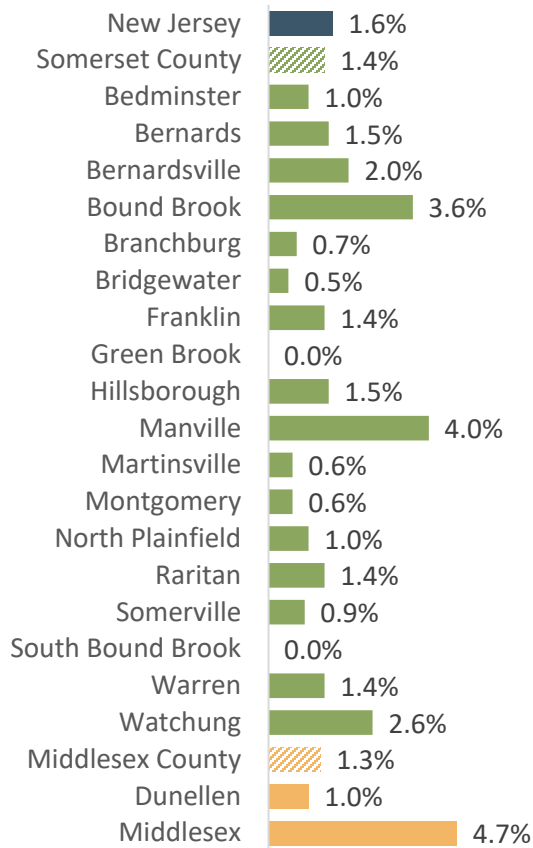 New Jersey 1.6%
Somerset County 1.4%
Bedminster 1.0%
Bernards 1.5%
Bernardsville 2.0%
Bound Brook 3.6%
Branchburg 0.7%
Bridgewater 0.5%
Franklin 1.4%
Green Brook 0.0%
Hillsborough 1.5%
Manville 4.0%
Martinsville 0.6%
Montgomery 0.6%
North Plainfield 1.0%
Raritan 1.4%
Somerville 0.9%
South Bound Brook 0.0%
Warren 1.4%
Watchung 2.6%
Middlesex County 1.3%
Dunellen 1.0%
Middlesex 4.7%